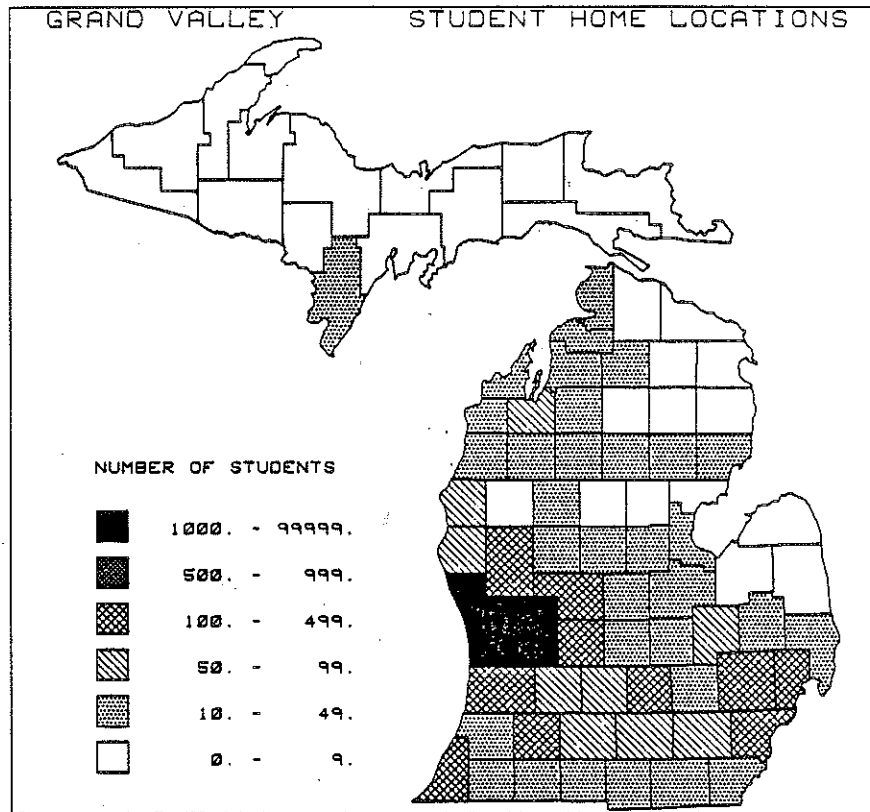 GRAND VALLEY STUDENT HOME LOCATIONS
NUMBER OF STUDENTS
1000. - 99999.
500. - 999.
100. - 499.
50. - 99.
10. - 49.
0. - 9.